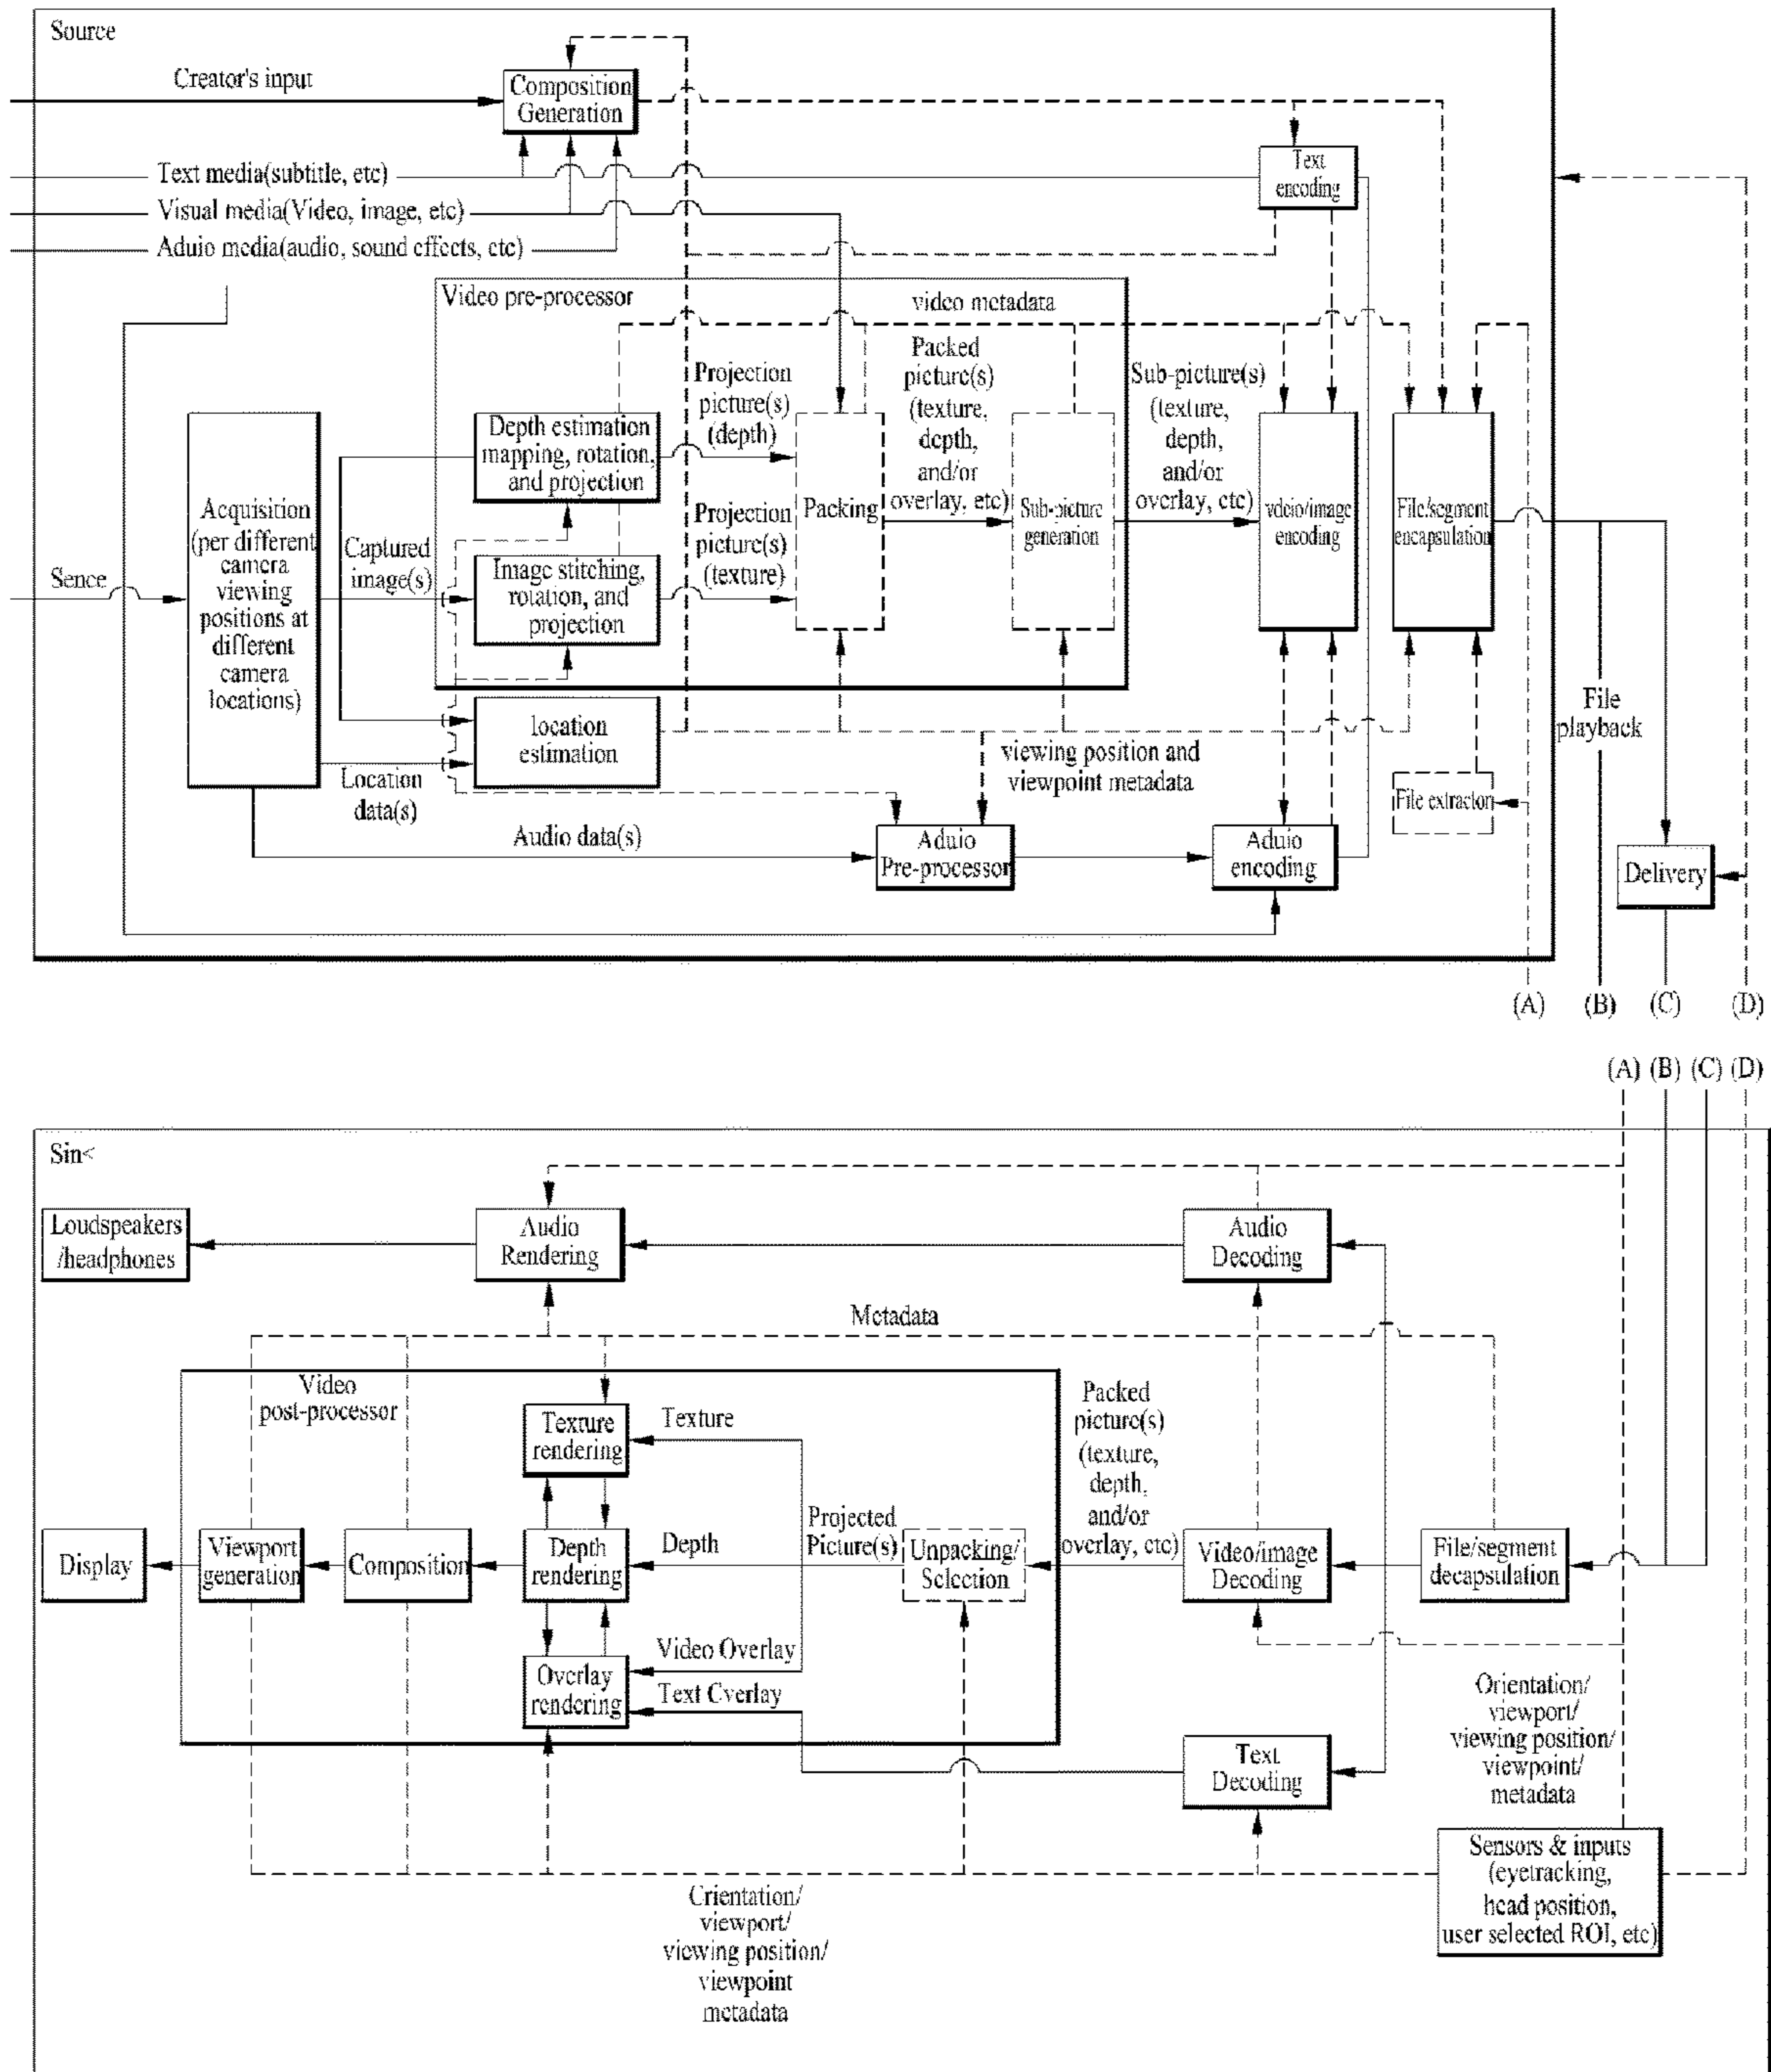 Source
Creator's input
Composition
Generation
Text media(subtitle, etc)
Visual media(Video, image, etc)
Aduio media(audio, sound effects, etc)
Text
encoding
Video pre-processor
video metadata
Projection
picture(s)
(depth)
Packed
picture(s)
(texture,
depth,
and/or
overlay, etc)
Sub-picture(s)
(texture,
depth,
and/or
overlay, etc)
Depth estimation
mapping, rotation,
and projection
Acquisition
(per different
camera
viewing
positions at
different
camera
locations)
Sence
Captured
image(s)
Image stitching,
rotation, and
projection
Projection
picture(s)
(texture)
Packing
Sub-picture
generation
vdeio/image
encoding
File/segment
encapsulation
location
estimation
Location
data(s)
viewing position and
viewpoint metadata
File
playback
File extractor
Audio data(s)
Aduio
Pre-processor
Aduio
encoding
Delivery
(A)
(B)
(C)
(D)
(A)
(B)
(C)
(D)
Sin<
Loudspeakers
/headphones
Audio
Rendering
Audio
Decoding
Metadata
Video
post-processor
Texture
rendering
Texture
Packed
picture(s)
(texture,
depth,
and/or
overlay, etc)
Display
Viewport
generation
Composition
Depth
rendering
Depth
Projected
Picture(s)
Unpacking/
Selection
Video/image
Decoding
File/segment
decapsulation
Video Overlay
Overlay
rendering
Text Cverlay
Text
Decoding
Orientation/
viewport/
viewing position/
viewpoint/
metadata
Sensors & inputs
(eyetracking,
head position,
user selected ROI, etc)
Crientation/
viewport/
viewing position/
viewpoint
metadata